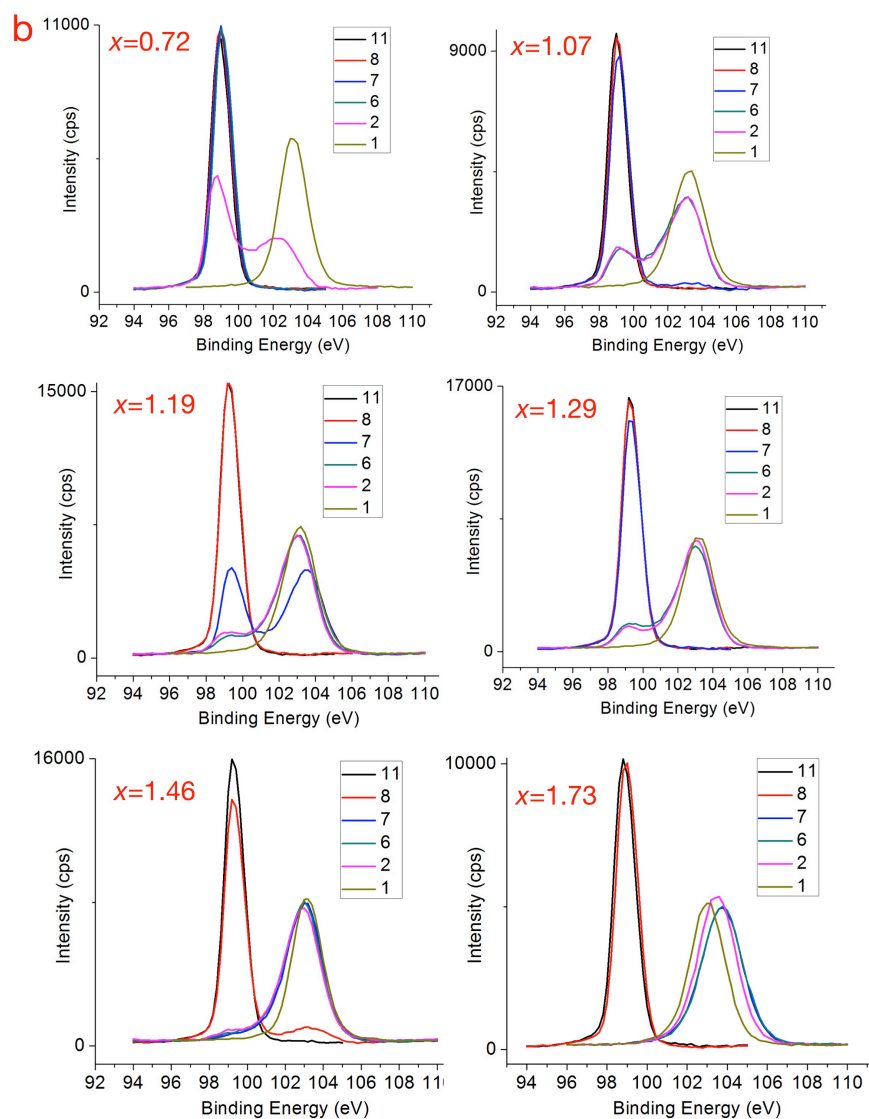 b
x=0.72
11000
0
Intensity (cps)
92 94 96 98 100 102 104 106 108 110
Binding Energy (eV)
11
8
7
6
2
1
x=1.07
9000
0
Intensity (cps)
92 94 96 98 100 102 104 106 108 110
Binding Energy (eV)
11
8
7
6
2
1
x=1.19
15000
0
Intensity (cps)
92 94 96 98 100 102 104 106 108 110
Binding Energy (eV)
11
8
7
6
2
1
x=1.29
17000
0
Intensity (cps)
92 94 96 98 100 102 104 106 108 110
Binding Energy (eV)
11
8
7
6
2
1
x=1.46
16000
0
Intensity (cps)
92 94 96 98 100 102 104 106 108 110
Binding Energy (eV)
11
8
7
6
2
1
x=1.73
10000
0
Intensity (cps)
94 96 98 100 102 104 106 108 110
Binding Energy (eV)
11
8
7
6
2
1